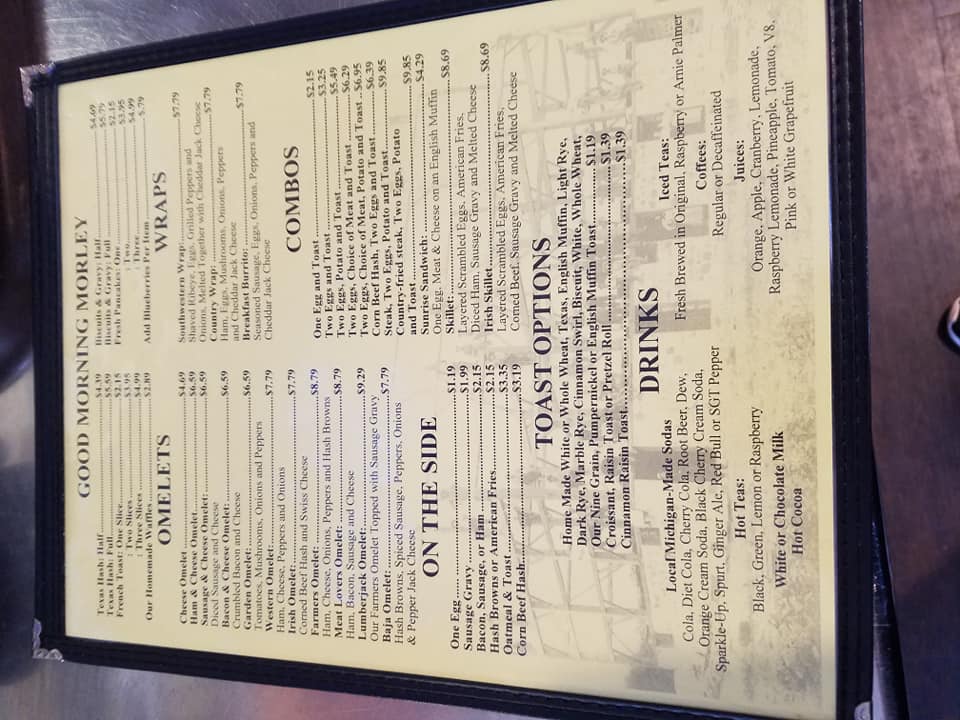 GOOD MORNING MORLEY
Texas Hash: Half $4.39
Texas Hash: Full $5.59
French Toast: One Slice $2.15
: Two Slices $3.95
: Three Slices $4.99
Our Homemade Waffles $2.89
Biscuits & Gravy: Half $4.69
Biscuits & Gravy: Full $5.79
Fresh Pancakes: One $2.15
: Two $3.95
: Three $4.99
Add Blueberries Per Item $.79
OMELETS
Cheese Omelet $4.69
Ham & Cheese Omelet $6.59
Sausage & Cheese Omelet: $6.59
Diced Sausage and Cheese
Bacon & Cheese Omelet: $6.59
Crumbled Bacon and Cheese
Garden Omelet: $6.59
Tomatoes, Mushrooms, Onions and Peppers
Western Omelet: $7.79
Ham, Cheese, Peppers and Onion
Irish Omelet: $7.79
Corned Beef Hash and Swiss Cheese
Farmers Omelet: $8.79
Ham, Cheese, Onions, Peppers and Hash Browns
Meat Lovers Omelet: $8.79
Ham, Bacon, Sausage and Cheese
Lumberjack Omelet: $9.29
Our Farmers Omelet Topped with Sausage Gravy
Baja Omelet: $7.79
Hash Browns, Spiced Sausage, Peppers, Onions
& Pepper Jack Cheese
ON THE SIDE
One Egg $1.19
Sausage Gravy $1.99
Bacon, Sausage, or Ham $2.15
Hash Browns or American Fries $2.15
Oatmeal & Toast $3.35
Corn Beef Hash $3.19
WRAPS
Southwestern Wrap: $7.79
Shaved Ribeye, Eggs, Grilled Peppers and
Onions, Melted Together with Cheddar Jack Cheese
Country Wrap: $7.79
Ham, Eggs, Mushrooms, Onions, Peppers
and Cheddar Jack Cheese
Breakfast Burrito: $7.79
Seasoned Sausage, Eggs, Onions, Peppers and
Cheddar Jack Cheese
COMBOS
One Egg and Toast $2.15
Two Eggs and Toast $3.25
Two Eggs, Potato and Toast $5.49
Two Eggs, Choice of Meat and Toast $6.29
Two Eggs, Choice of Meat, Potato and Toast $6.95
Corn Beef Hash, Two Eggs and Toast $6.39
Steak, Two Eggs, Potato and Toast $9.85
Country-fried steak, Two Eggs, Potato
and Toast $9.85
Sunrise Sandwich: $4.29
One Egg, Meat & Cheese on an English Muffin
Skillet: $8.69
Layered Scrambled Eggs, American Fries,
Diced Ham, Sausage Gravy and Melted Cheese
Irish Skillet $8.69
Layered Scrambled Eggs, American Fries,
Corned Beef, Sausage Gravy and Melted Cheese
TOAST OPTIONS
Home Made White or Whole Wheat, Texas, English Muffin, Light Rye,
Dark Rye, Marble Rye, Cinnamon Swirl, Biscuit, White, Whole Wheat,
Our Nine Grain, Pumpernickel or English Muffin Toast $1.19
Croissant, Raisin Toast or Pretzel Roll $1.39
Cinnamon Raisin Toast $1.39
DRINKS
Local Michigan-Made Sodas
Cola, Diet Cola, Cherry Cola, Root Beer, Dew,
Orange Cream Soda, Black Cherry Cream Soda,
Sparkle-Up, Spurt, Ginger Ale, Red Bull or SGT Pepper
Hot Teas:
Black, Green, Lemon or Raspberry
White or Chocolate Milk
Hot Cocoa
Iced Teas:
Fresh Brewed in Original, Raspberry or Arnie Palmer
Coffees:
Regular or Decaffeinated
Juices:
Orange, Apple, Cranberry, Lemonade,
Raspberry Lemonade, Pineapple, Tomato, V8,
Pink or White Grapefruit